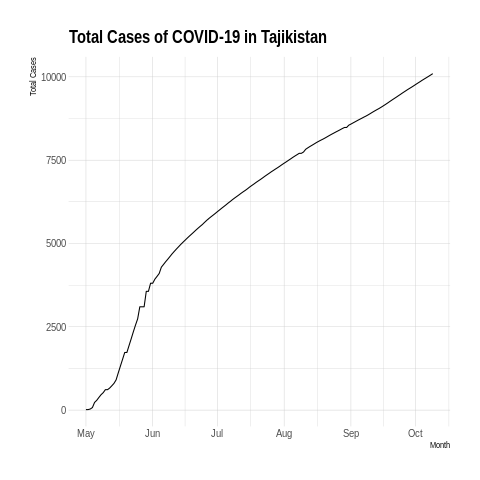 Total Cases of COVID-19 in Tajikistan
Total Cases
10000
7500
5000
2500
0
May Jun Jul Aug Sep Oct
Month